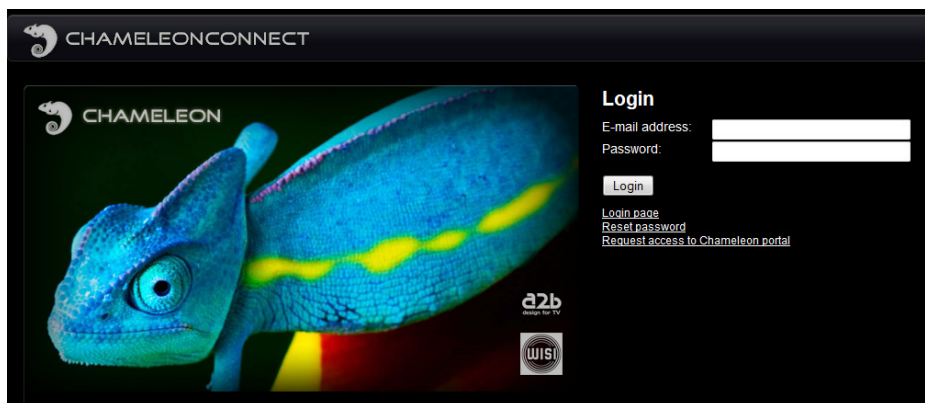 CHAMELEONCONNECT
CHAMELEON
a2b
design for TV
WISI
Login
E-mail address:
Password:
Login
Login page
Reset password
Request access to Chameleon portal